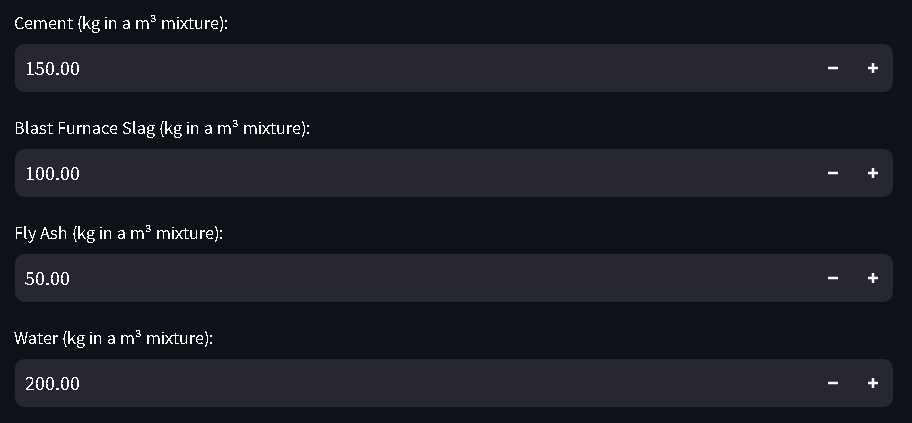 Cement (kg in a m³ mixture):
150.00 − +
Blast Furnace Slag (kg in a m³ mixture):
100.00 − +
Fly Ash (kg in a m³ mixture):
50.00 − +
Water (kg in a m³ mixture):
200.00 − +